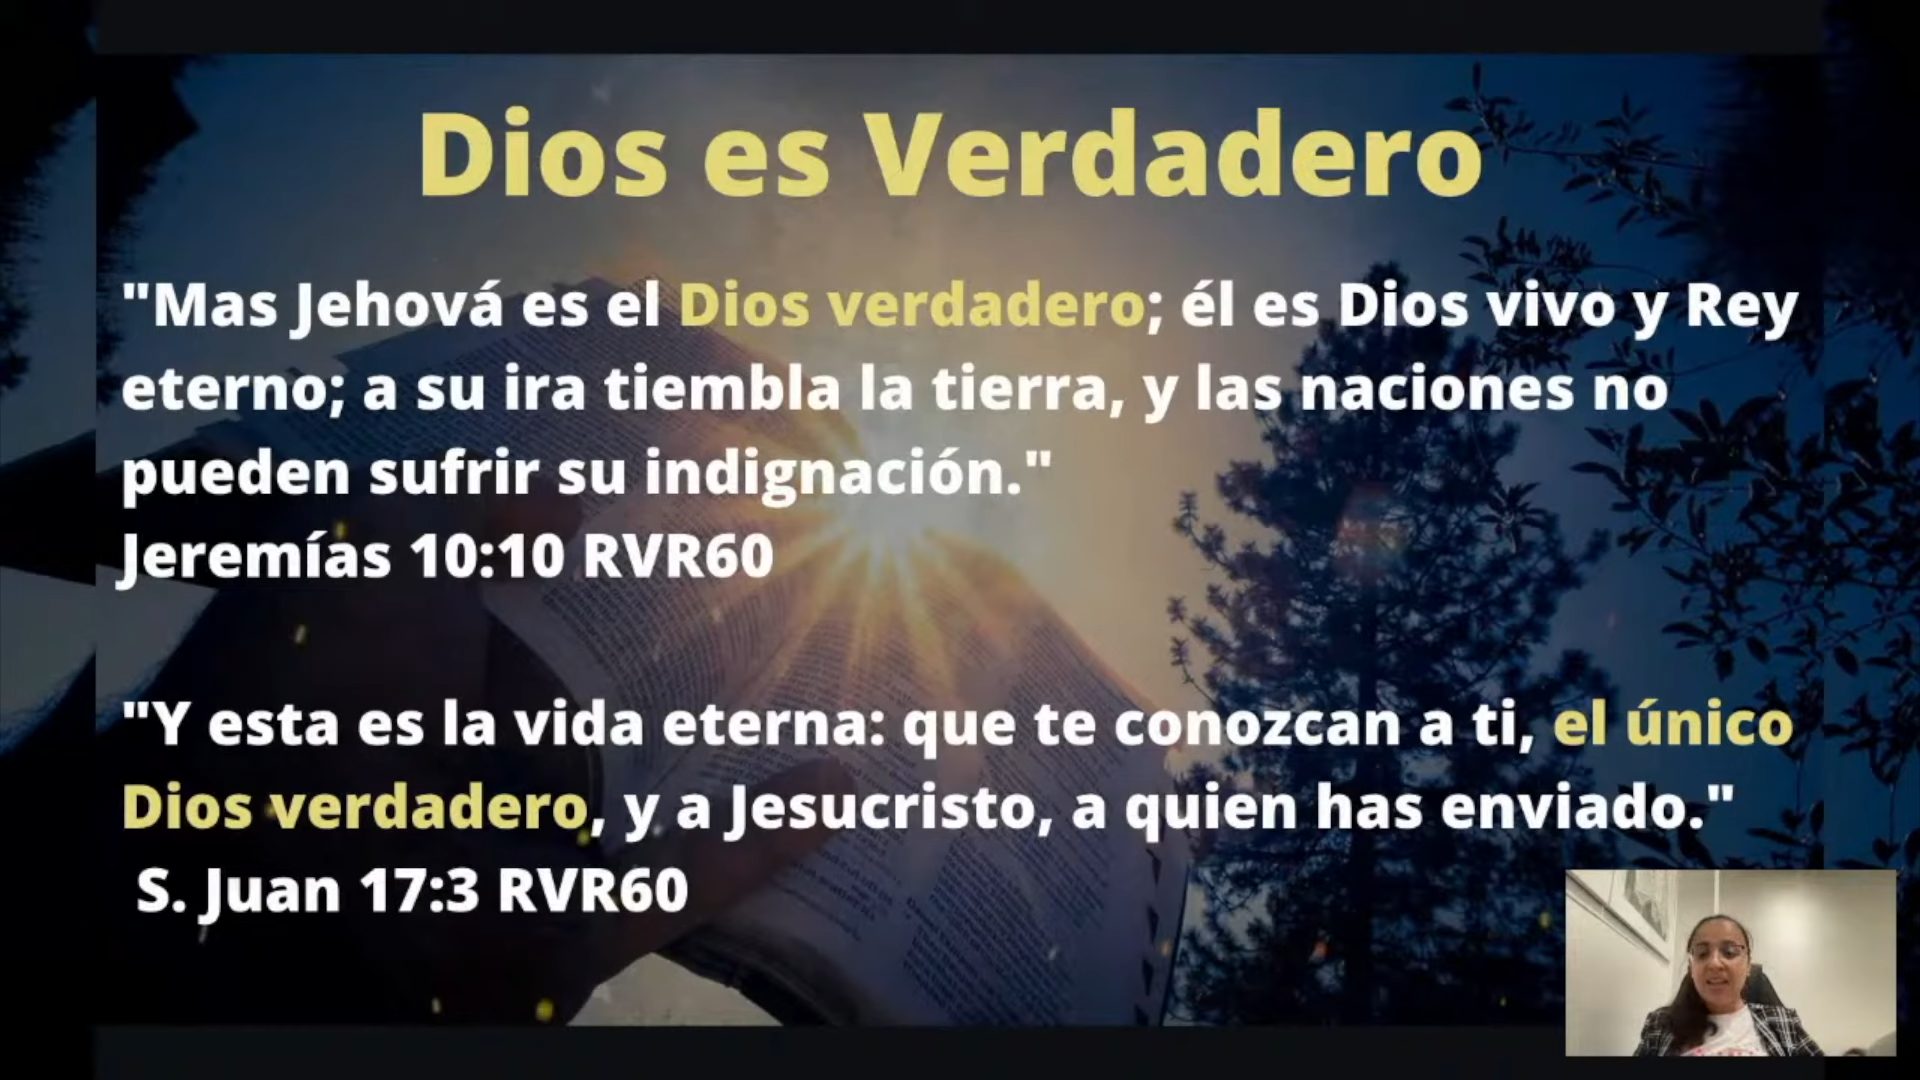 Dios es Verdadero
"Mas Jehová es el Dios verdadero; él es Dios vivo y Rey
eterno; a su ira tiembla la tierra, y las naciones no
pueden sufrir su indignación."
Jeremías 10:10 RVR60
"Y esta es la vida eterna: que te conozcan a ti, el único
Dios verdadero, y a Jesucristo, a quien has enviado."
S. Juan 17:3 RVR60